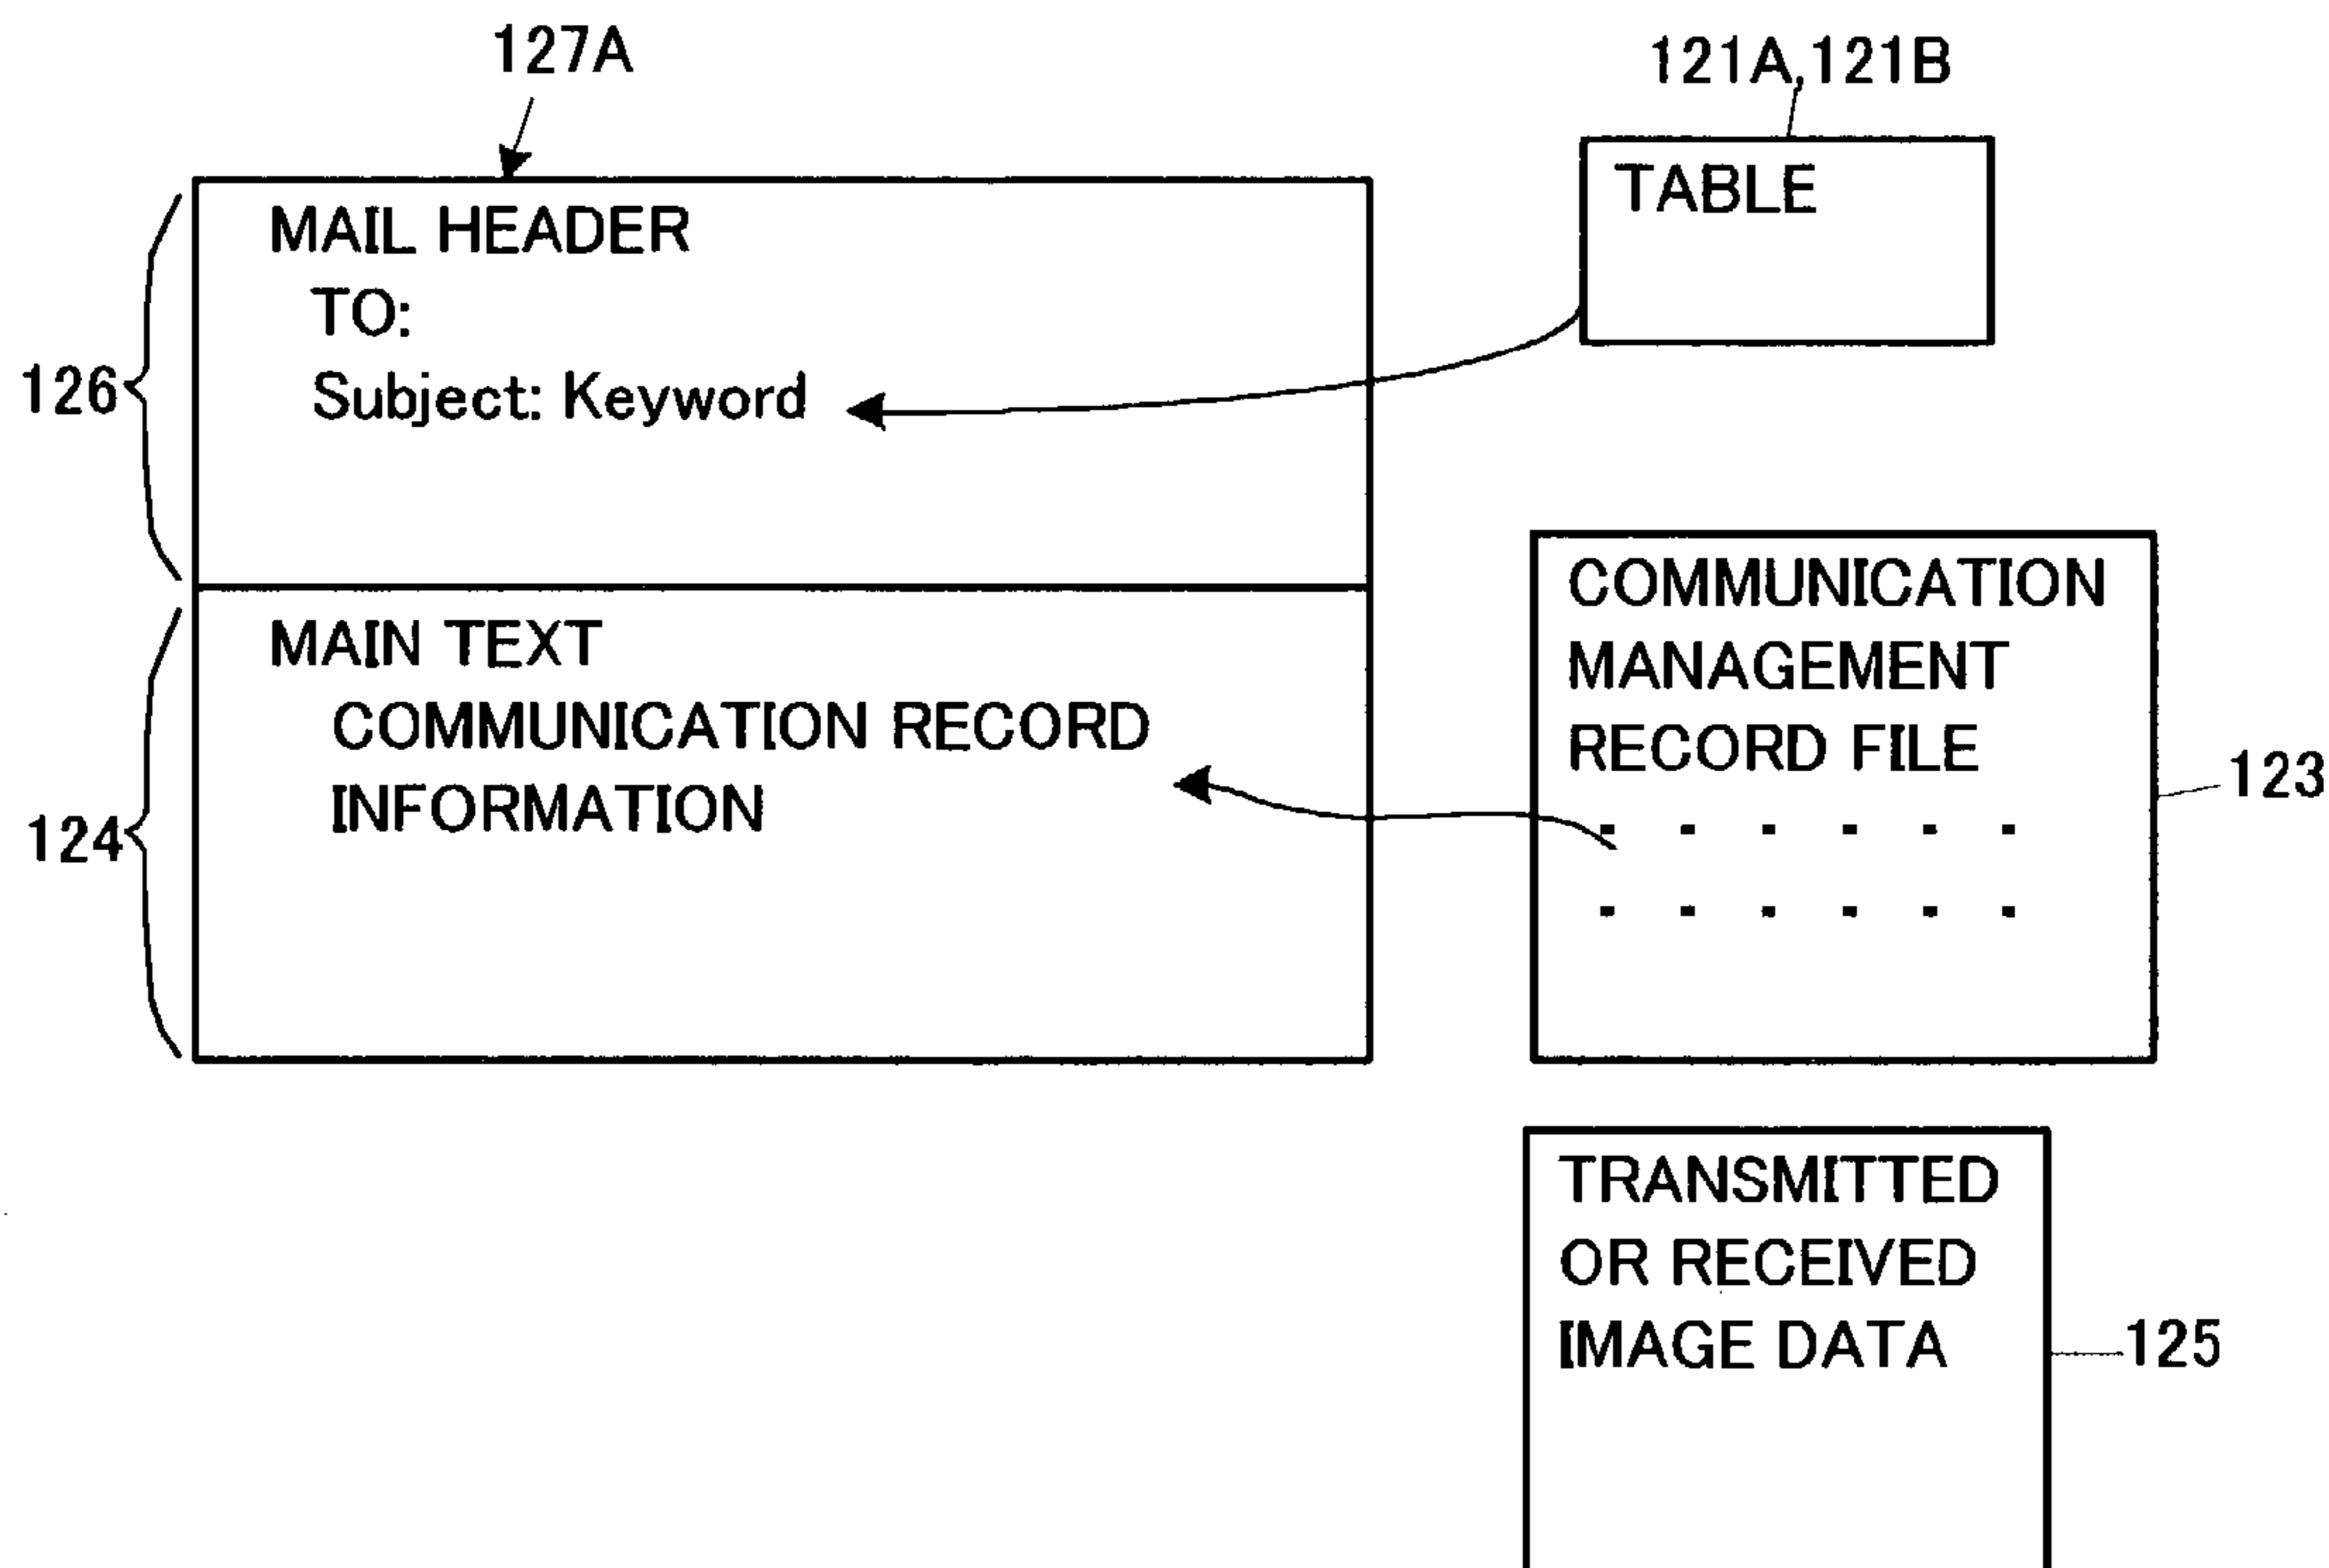 127A
121A,121B
MAIL HEADER
TO:
Subject: Keyword
126
TABLE
MAIN TEXT
COMMUNICATION RECORD
INFORMATION
124
COMMUNICATION
MANAGEMENT
RECORD FILE
. . . . . .
. . . . . .
123
TRANSMITTED
OR RECEIVED
IMAGE DATA
125